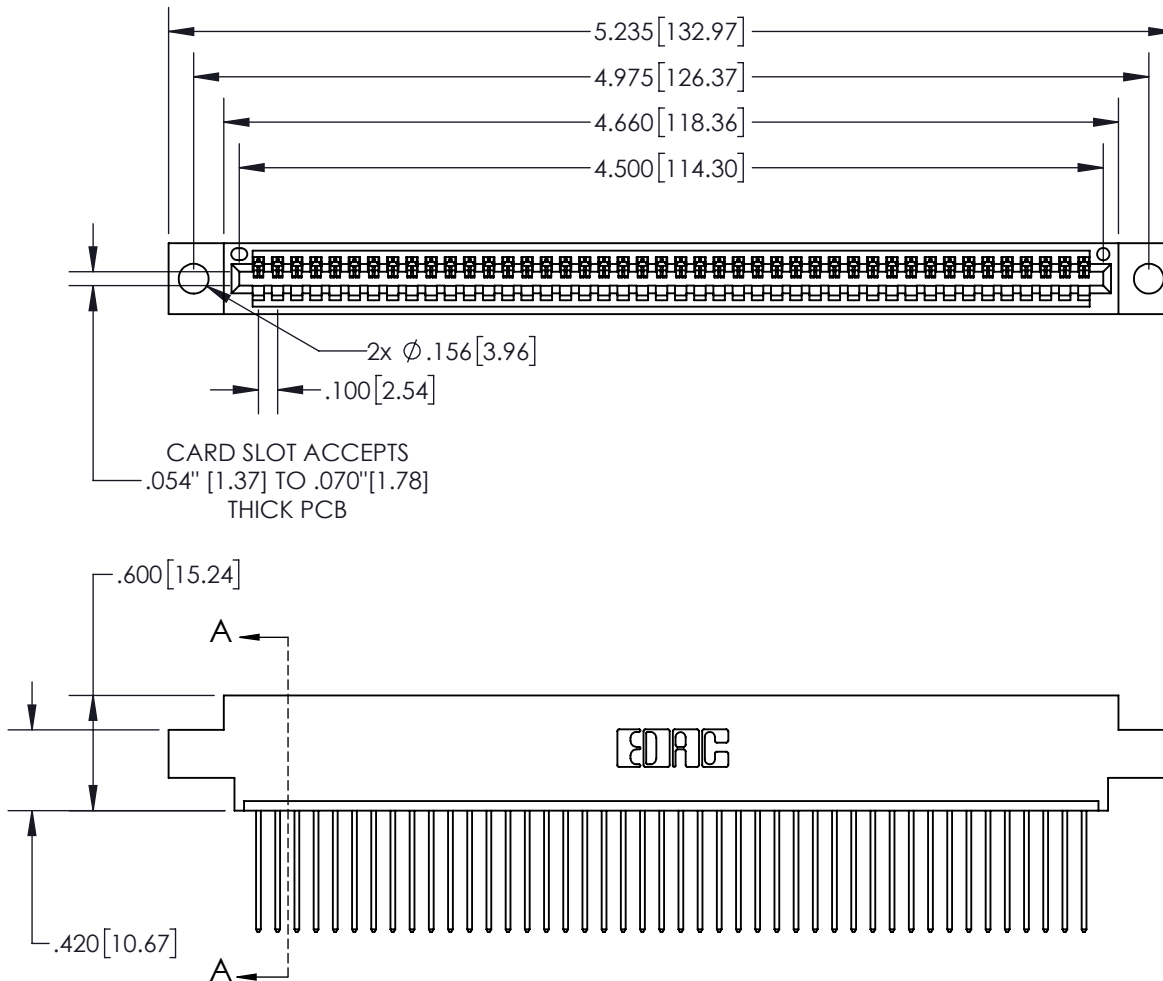 5.235[132.97]
4.975[126.37]
4.660[118.36]
4.500[114.30]
2x Ø.156[3.96]
.100[2.54]
CARD SLOT ACCEPTS
.054" [1.37] TO .070"[1.78]
THICK PCB
.600[15.24]
A
EDAC
.420[10.67]
A